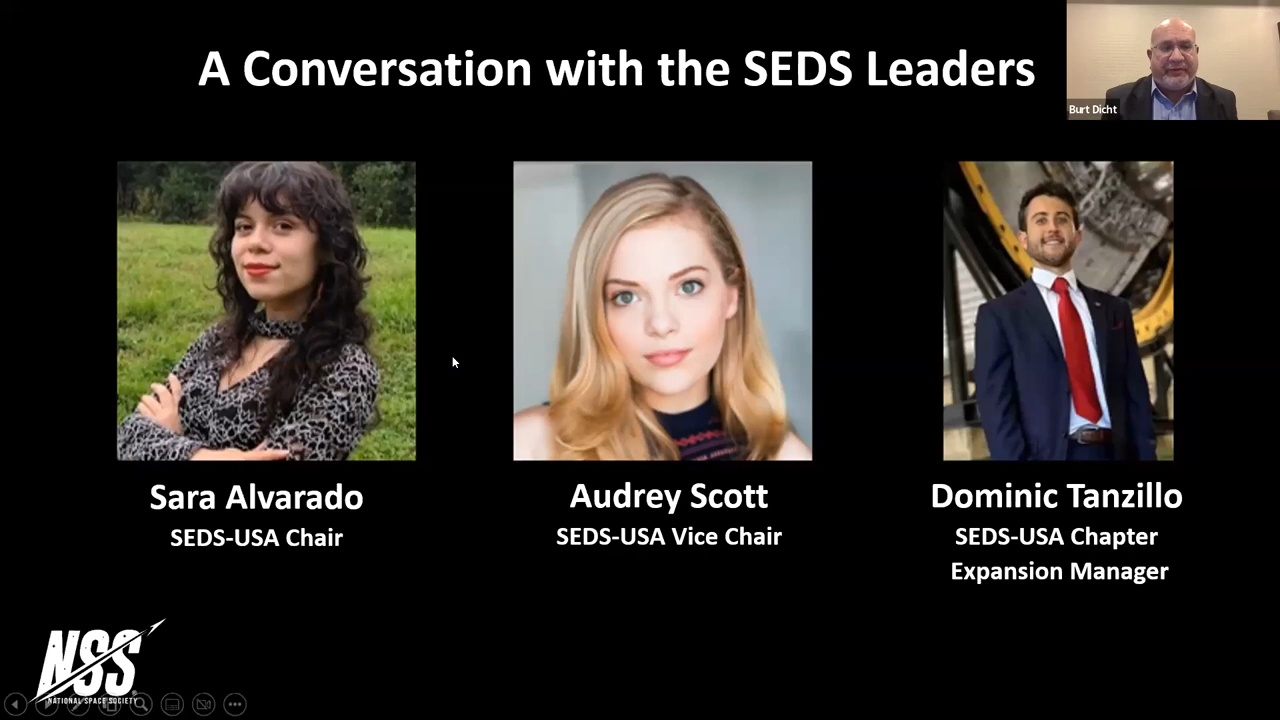 A Conversation with the SEDS Leaders
Burt Dicht
Sara Alvarado
SEDS-USA Chair
Audrey Scott
SEDS-USA Vice Chair
Dominic Tanzillo
SEDS-USA Chapter
Expansion Manager
NSS
NATIONAL SPACE SOCIETY